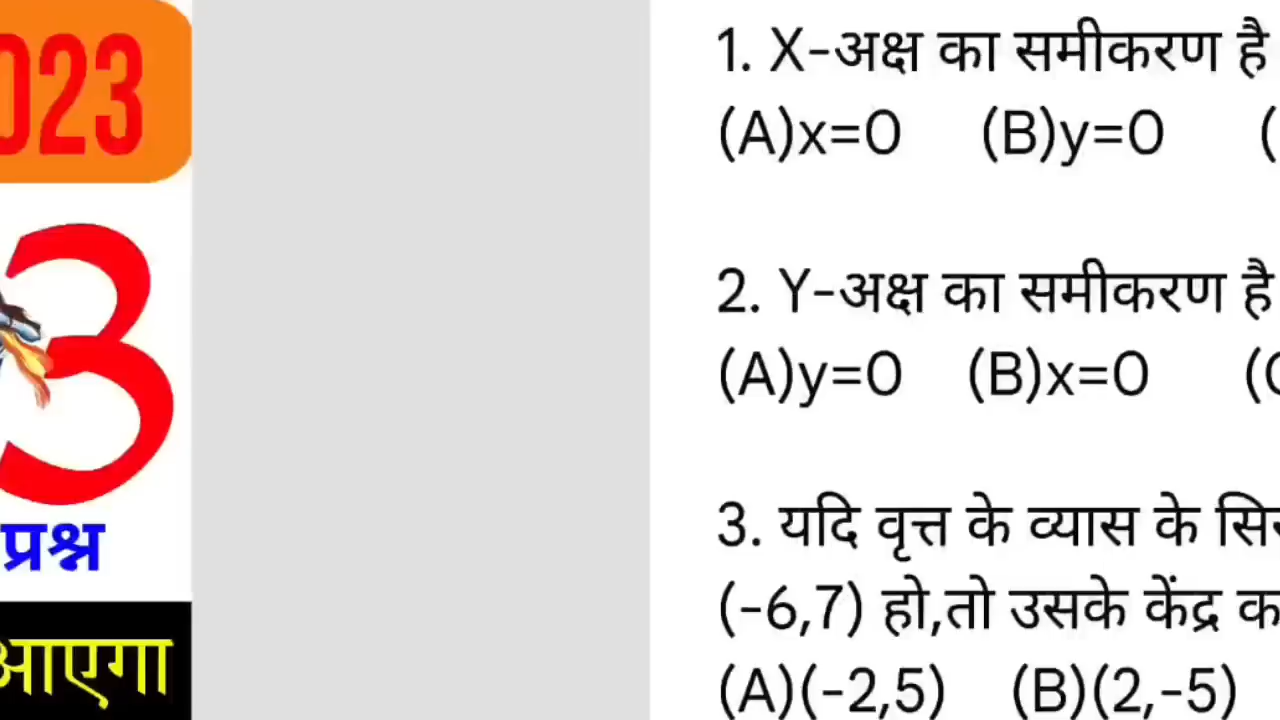 023
3
प्रश्न
आएगा
1. X-अक्ष का समीकरण है
(A)x=0 (B)y=0 (
2. Y-अक्ष का समीकरण है
(A)y=0 (B)x=0 (
3. यदि वृत्त के व्यास के
(-6,7) हो,तो उसके केंद्र
(A)(-2,5) (B)(2,-5)